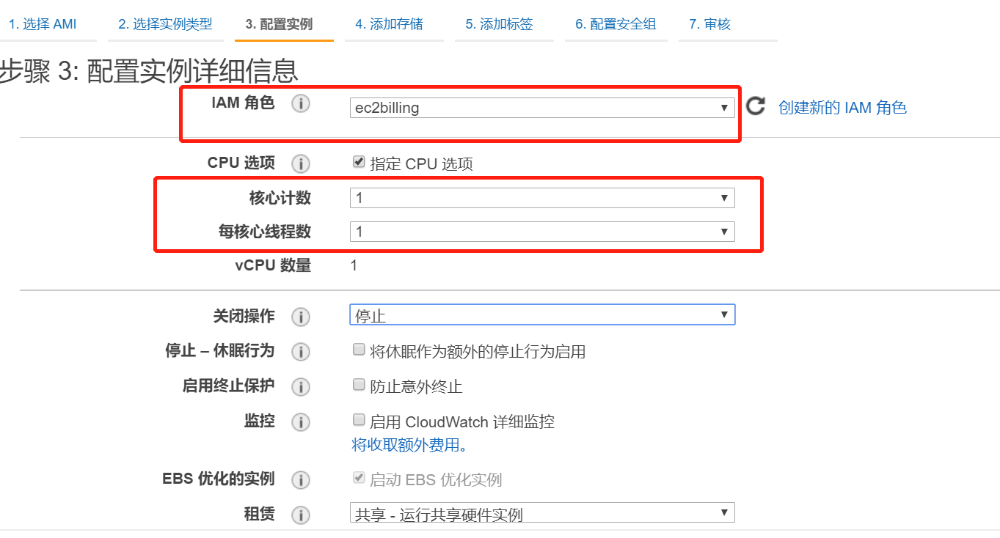 1. 选择 AMI 2. 选择实例类型 3. 配置实例 4. 添加存储 5. 添加标签 6. 配置安全组 7. 审核
步骤 3: 配置实例详细信息
IAM 角色 i ec2billing 创建新的 IAM 角色
CPU 选项 i 指定 CPU 选项
核心计数 1
每核心线程数 1
vCPU 数量 1
关闭操作 i 停止
停止 – 休眠行为 i 将休眠作为额外的停止行为启用
启用终止保护 i 防止意外终止
监控 i 启用 CloudWatch 详细监控
将收取额外费用。
EBS 优化的实例 i 启动 EBS 优化实例
租赁 i 共享 - 运行共享硬件实例